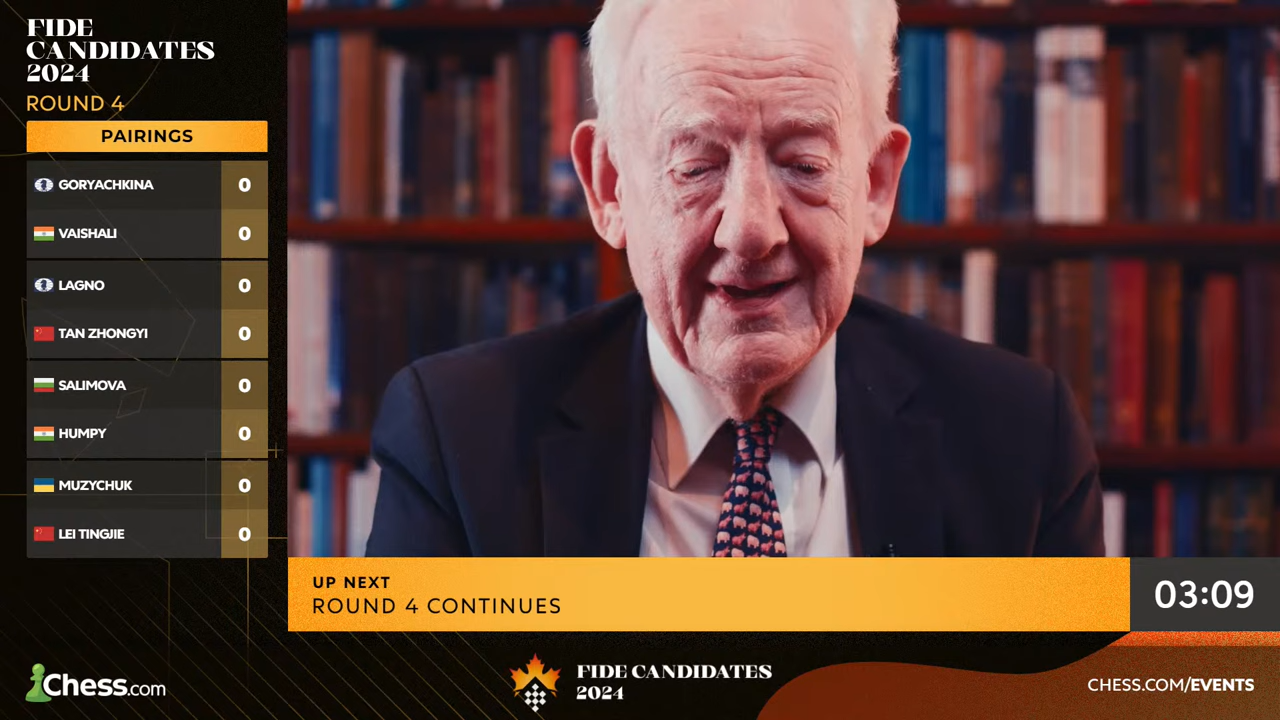 FIDE
CANDIDATES
2024
ROUND 4
PAIRINGS
GORYACHKINA 0
VAISHALI 0
LAGNO 0
TAN ZHONGYI 0
SALIMOVA 0
HUMPY 0
MUZYCHUK 0
LEI TINGJIE 0
UP NEXT
ROUND 4 CONTINUES
03:09
Chess.com
FIDE CANDIDATES
2024
CHESS.COM/EVENTS